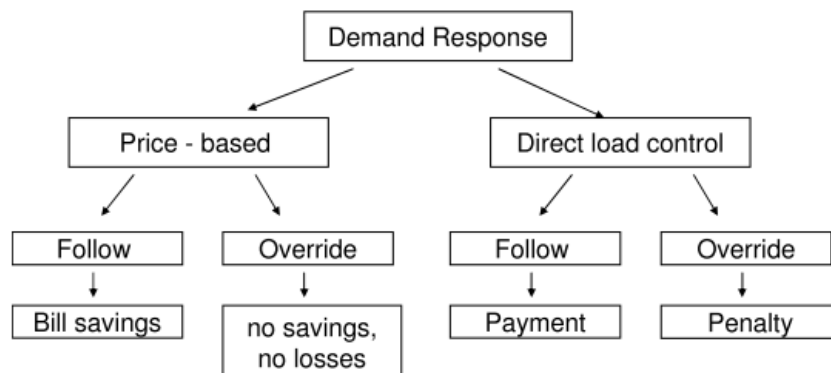 Demand Response
Price - based
Direct load control
Follow
Override
Follow
Override
Bill savings
no savings,
no losses
Payment
Penalty